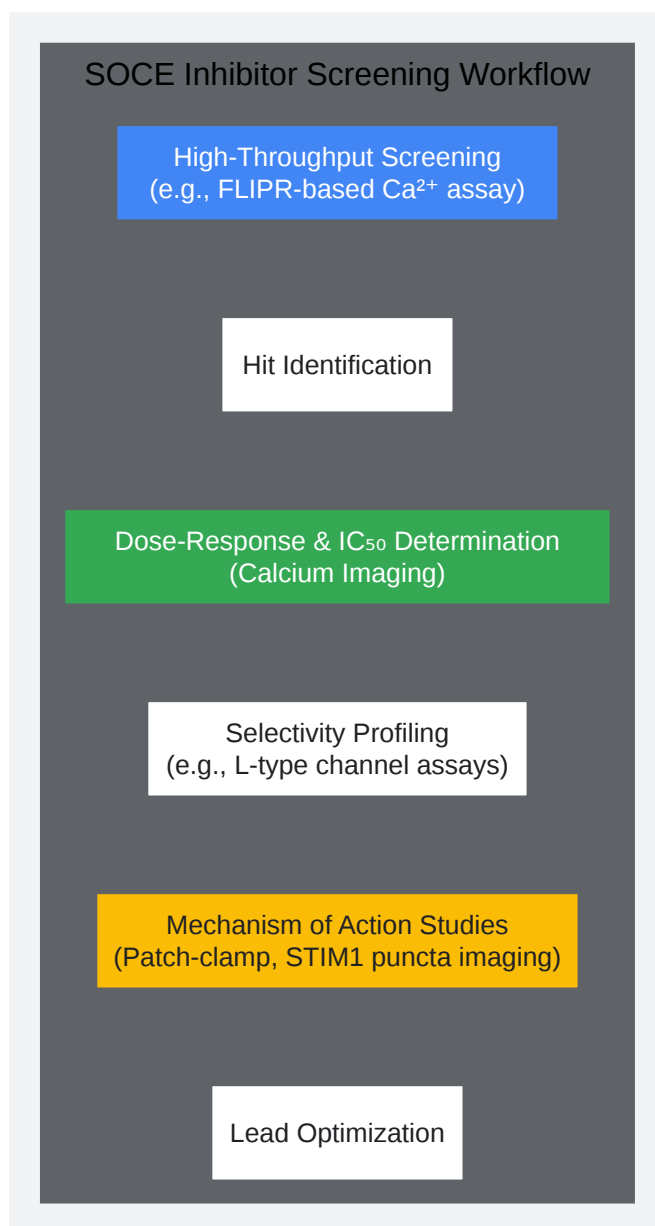 SOCE Inhibitor Screening Workflow
High-Throughput Screening
(e.g., FLIPR-based Ca²⁺ assay)
Hit Identification
Dose-Response & IC₅₀ Determination
(Calcium Imaging)
Selectivity Profiling
(e.g., L-type channel assays)
Mechanism of Action Studies
(Patch-clamp, STIM1 puncta imaging)
Lead Optimization